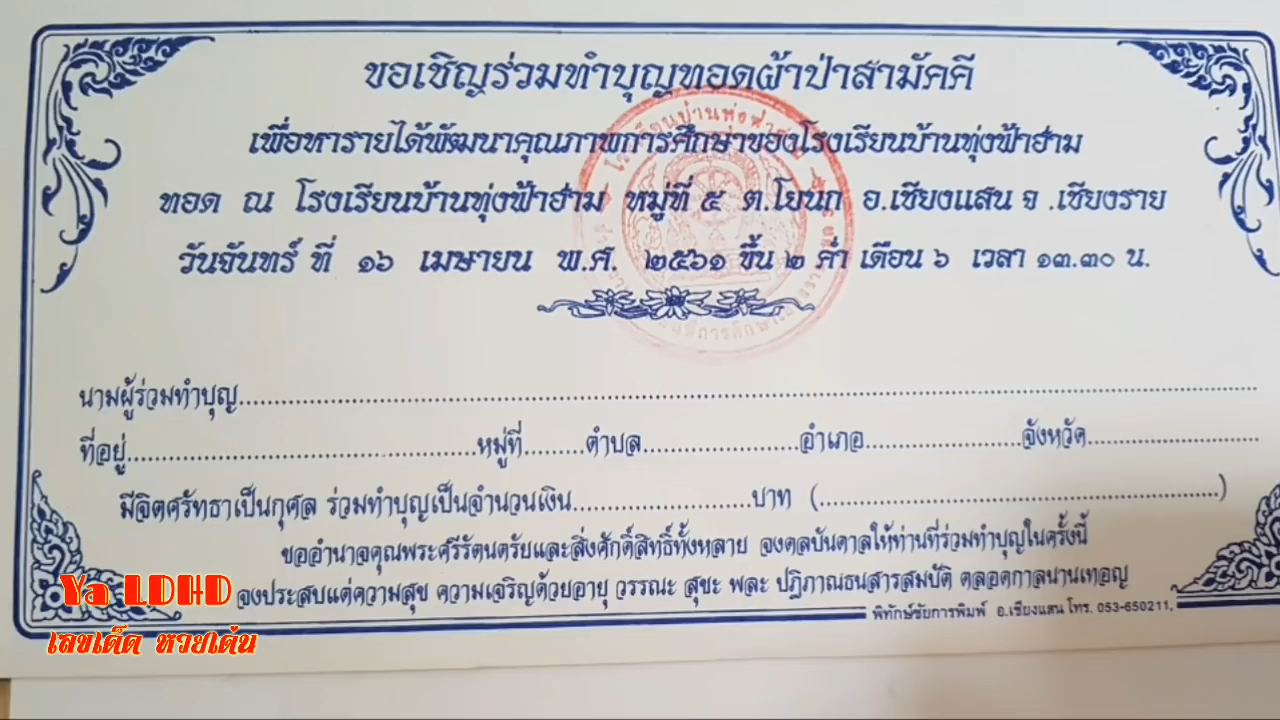 ขอเชิญร่วมทำบุญทอดผ้าป่าสามัคคี
เพื่อหารายได้พัฒนาคุณภาพการศึกษาของโรงเรียนบ้านทุ่งฟ้าฮ่าม
ทอด ณ โรงเรียนบ้านทุ่งฟ้าฮ่าม หมู่ที่ ๕ ต.โยนก อ.เชียงแสน จ .เชียงราย
วันจันทร์ ที่ ๑๖ เมษายน พ.ศ. ๒๕๖๑ ขึ้น ๒ ค่ำ เดือน ๖ เวลา ๑๓.๓๐ น.
นามผู้ร่วมทำบุญ
ที่อยู่ หมู่ที่ ตำบล อำเภอ จังหวัด
มีจิตศรัทธาเป็นกุศล ร่วมทำบุญเป็นจำนวนเงิน บาท ( )
ขออำนาจคุณพระศรีรัตนตรัยและสิ่งศักดิ์สิทธิ์ทั้งหลาย จงดลบันดาลให้ท่านที่ร่วมทำบุญในครั้งนี้
จงประสบแต่ความสุข ความเจริญด้วยอายุ วรรณะ สุขะ พละ ปฏิภาณธนสารสมบัติ ตลอดกาลนานเทอญ
พิทักษ์ชัยการพิมพ์ อ.เชียงแสน โทร. 053-650211,
Ya LDHD
เลขเด็ด หวยเด่น